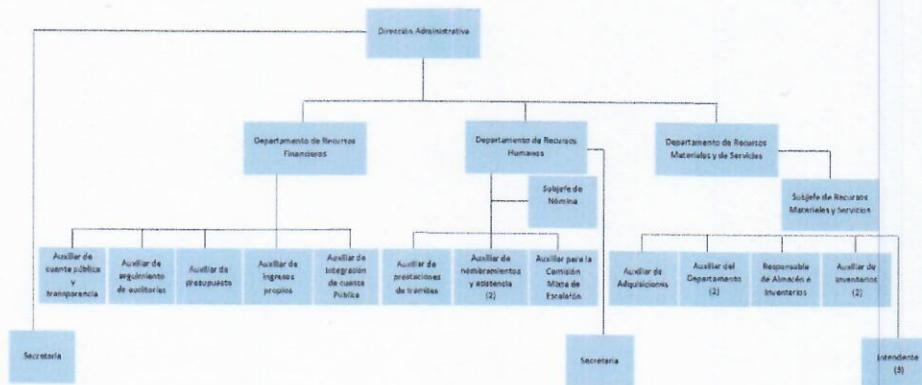 Dirección Administrativa
Departamento de Recursos
Financieros
Departamento de Recursos
Humanos
Departamento de Recursos
Materiales y de Servicios
Subjefe de
Nómina
Subjefe de Recursos
Materiales y Servicios
Auxiliar de
cuenta pública
y
transparencia
Auxiliar de
seguimiento
de auditorías
Auxiliar de
presupuesto
Auxiliar de
ingresos
propios
Auxiliar de
Integración
de cuenta
Pública
Auxiliar de
prestaciones
de trámites
Auxiliar de
nombramientos
y asistencia
(2)
Auxiliar para la
Comisión
Mixta de
Escalafón
Auxiliar de
Adquisiciones
Auxiliar del
Departamento
(2)
Responsable
de Almacén e
Inventarios
Auxiliar de
Inventarios (2)
Secretaria
Secretaria
Intendente
(3)